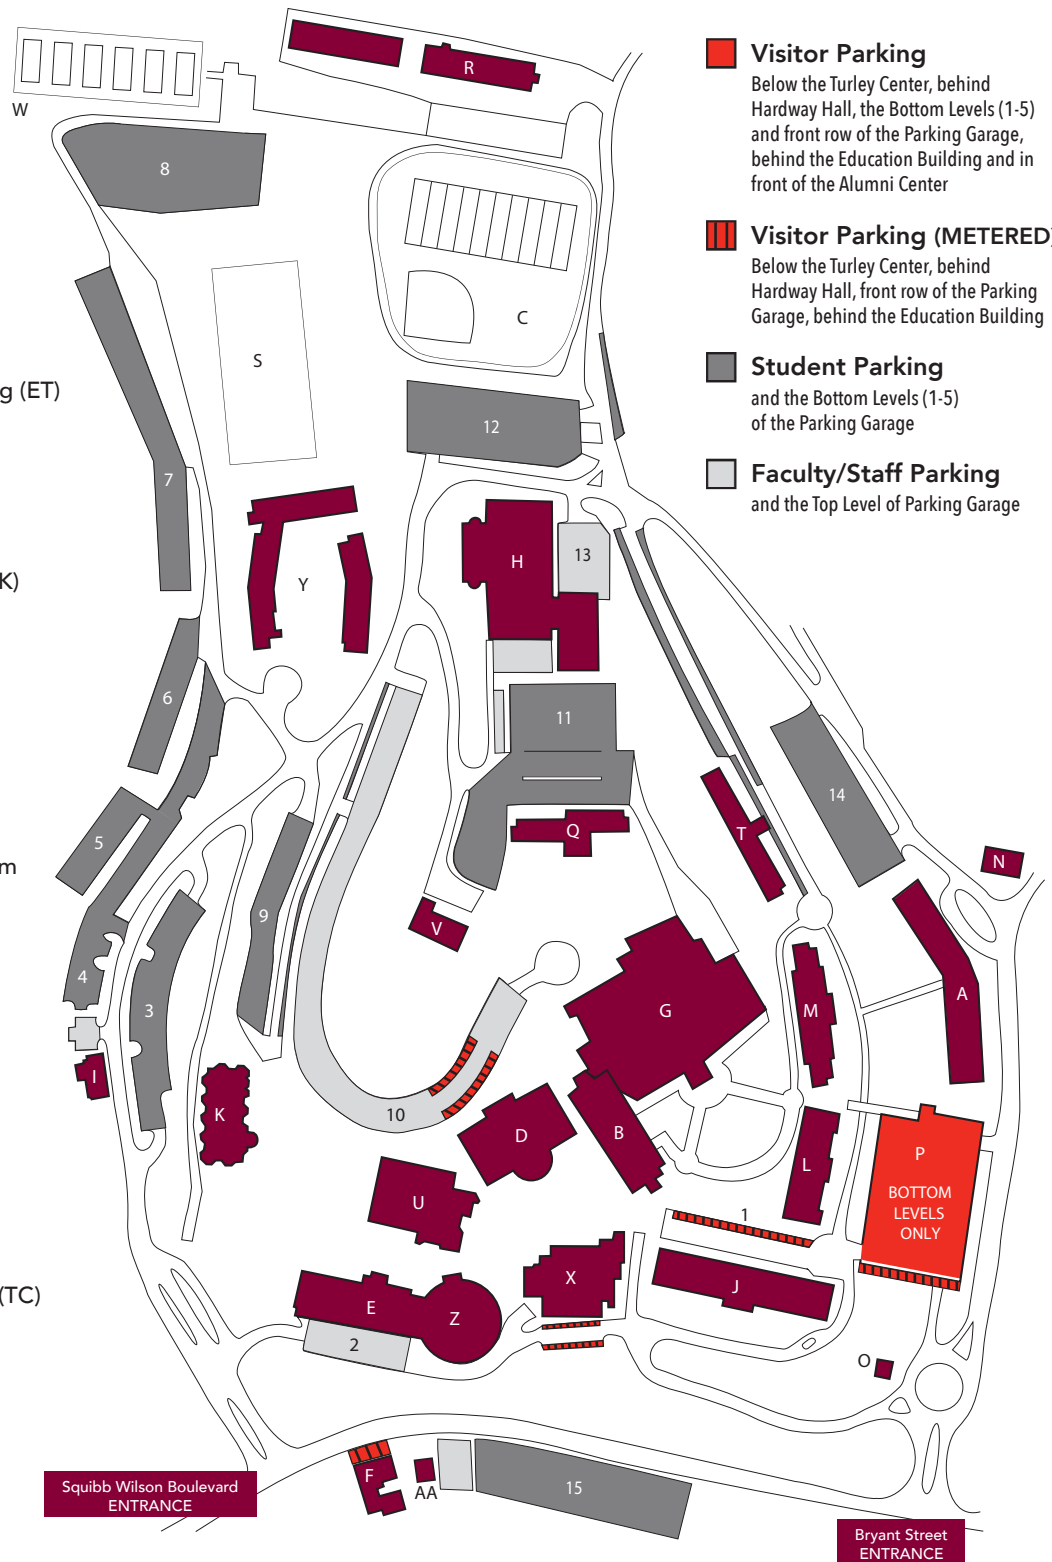 Visitor Parking
Below the Turley Center, behind
Hardway Hall, the Bottom Levels (1-5)
and front row of the Parking Garage,
behind the Education Building and in
front of the Alumni Center
Visitor Parking (METERED)
Below the Turley Center, behind
Hardway Hall, front row of the Parking
Garage, behind the Education Building
Student Parking
and the Bottom Levels (1-5)
of the Parking Garage
Faculty/Staff Parking
and the Top Level of Parking Garage
R
W
8
C
S
g (ET)
12
7
H
13
K)
Y
6
11
14
5
Q
T
N
m
9
V
4
3
G
M
A
I
10
K
D
B
P
L
BOTTOM
LEVELS
ONLY
U
1
X
J
(TC)
E
Z
2
O
F
AA
15
Squibb Wilson Boulevard
ENTRANCE
Bryant Street
ENTRANCE